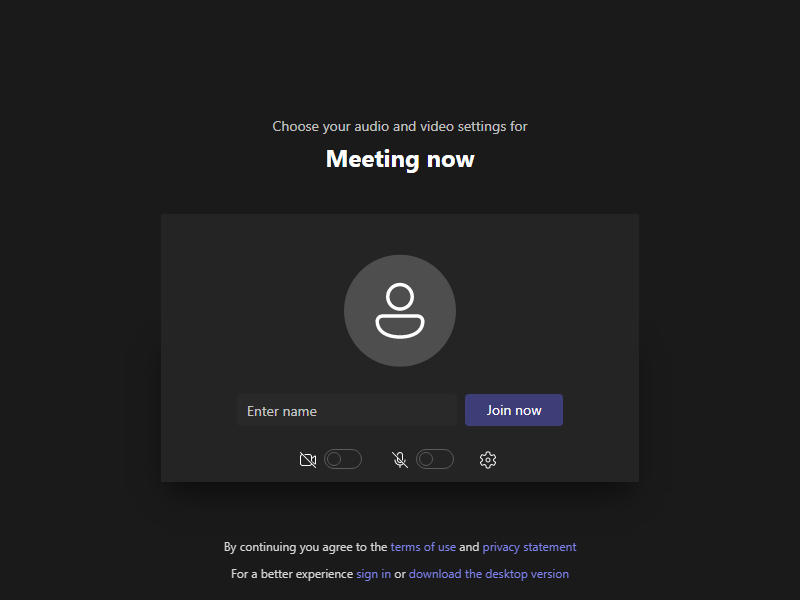 Choose your audio and video settings for
Meeting now
Enter name
Join now
By continuing you agree to the terms of use and privacy statement
For a better experience sign in or download the desktop version